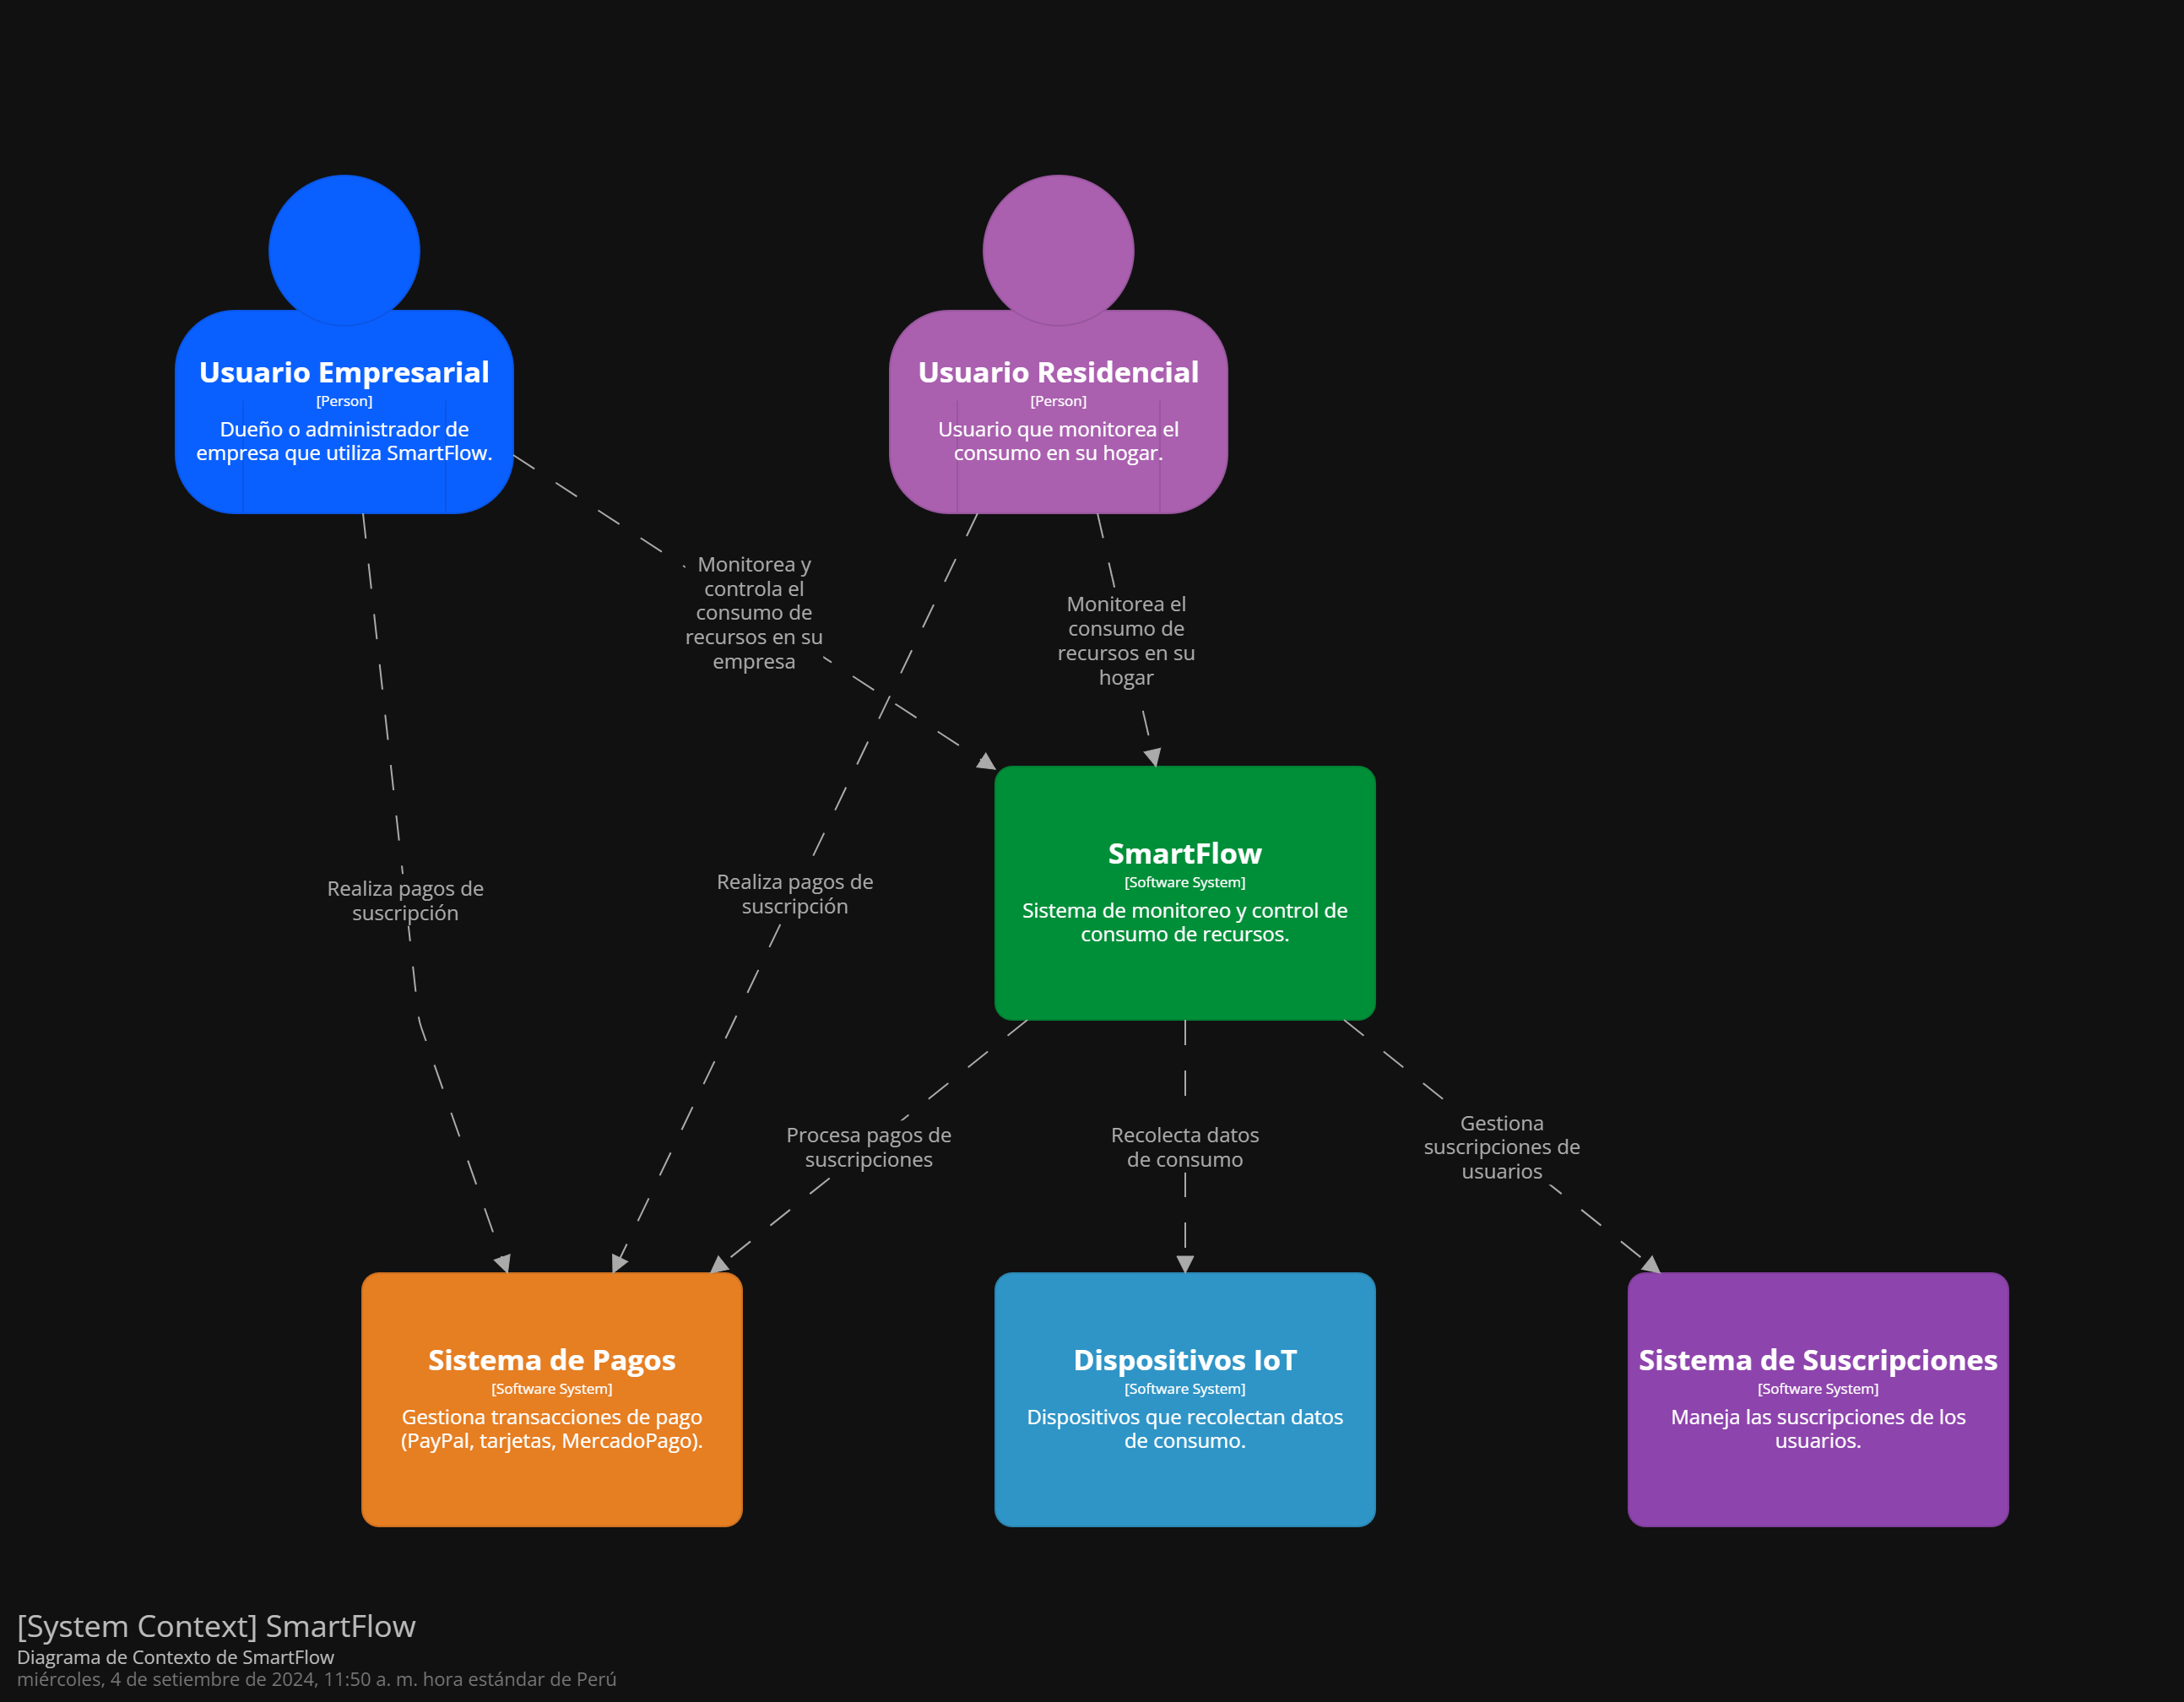 Usuario Empresarial
[Person]
Dueño o administrador de
empresa que utiliza SmartFlow.
Usuario Residencial
[Person]
Usuario que monitorea el
consumo en su hogar.
Monitorea y
controla el
consumo de
recursos en su
empresa
Monitorea el
consumo de
recursos en su
hogar
Realiza pagos de
suscripción
Realiza pagos de
suscripción
SmartFlow
[Software System]
Sistema de monitoreo y control de
consumo de recursos.
Procesa pagos de
suscripciones
Recolecta datos
de consumo
Gestiona
suscripciones de
usuarios
Sistema de Pagos
[Software System]
Gestiona transacciones de pago
(PayPal, tarjetas, MercadoPago).
Dispositivos IoT
[Software System]
Dispositivos que recolectan datos
de consumo.
Sistema de Suscripciones
[Software System]
Maneja las suscripciones de los
usuarios.
[System Context] SmartFlow
Diagrama de Contexto de SmartFlow
miércoles, 4 de setiembre de 2024, 11:50 a. m. hora estándar de Perú